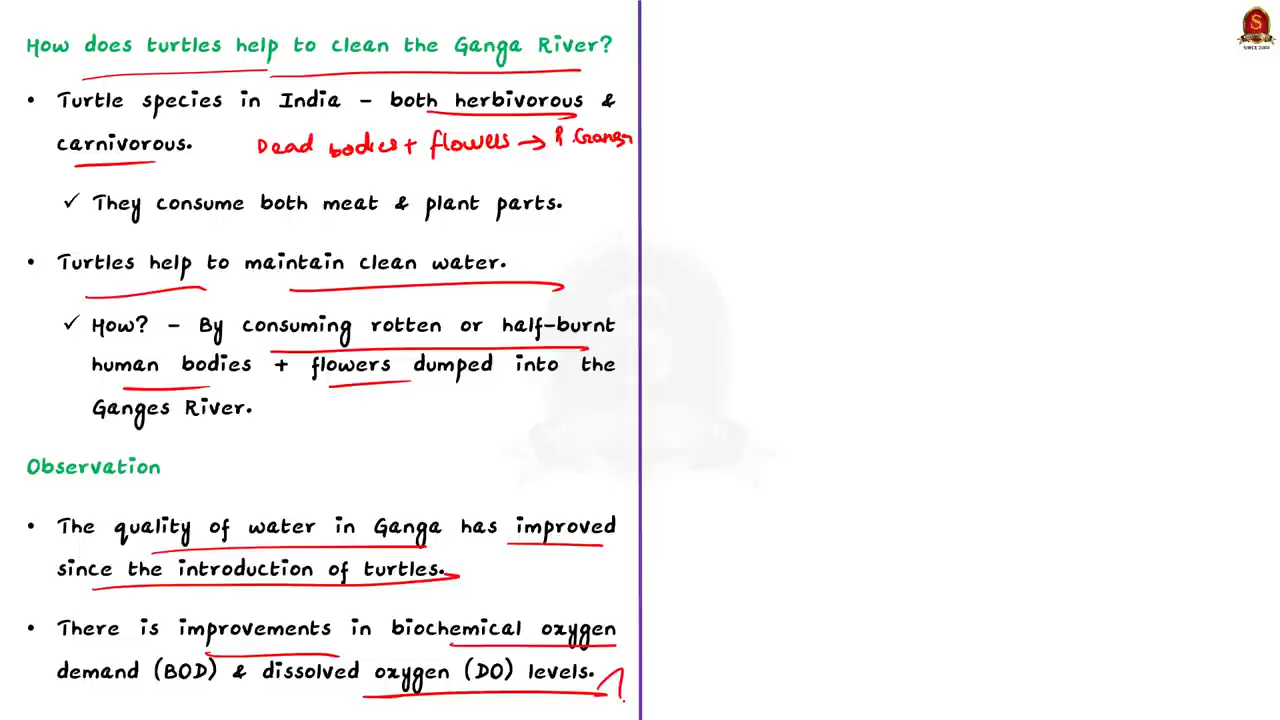 How does turtles help to clean the Ganga River?
• Turtle species in India - both herbivorous &
carnivorous.
Dead bodies + flowers →
✓ They consume both meat & plant parts.
• Turtles help to maintain clean water.
✓ How? - By consuming rotten or half-burnt
human bodies + flowers dumped into the
Ganges River.
Observation
• The quality of water in Ganga has improved
since the introduction of turtles.
• There is improvements in biochemical oxygen
demand (BOD) & dissolved oxygen (DO) levels.
S
SINCE 2004